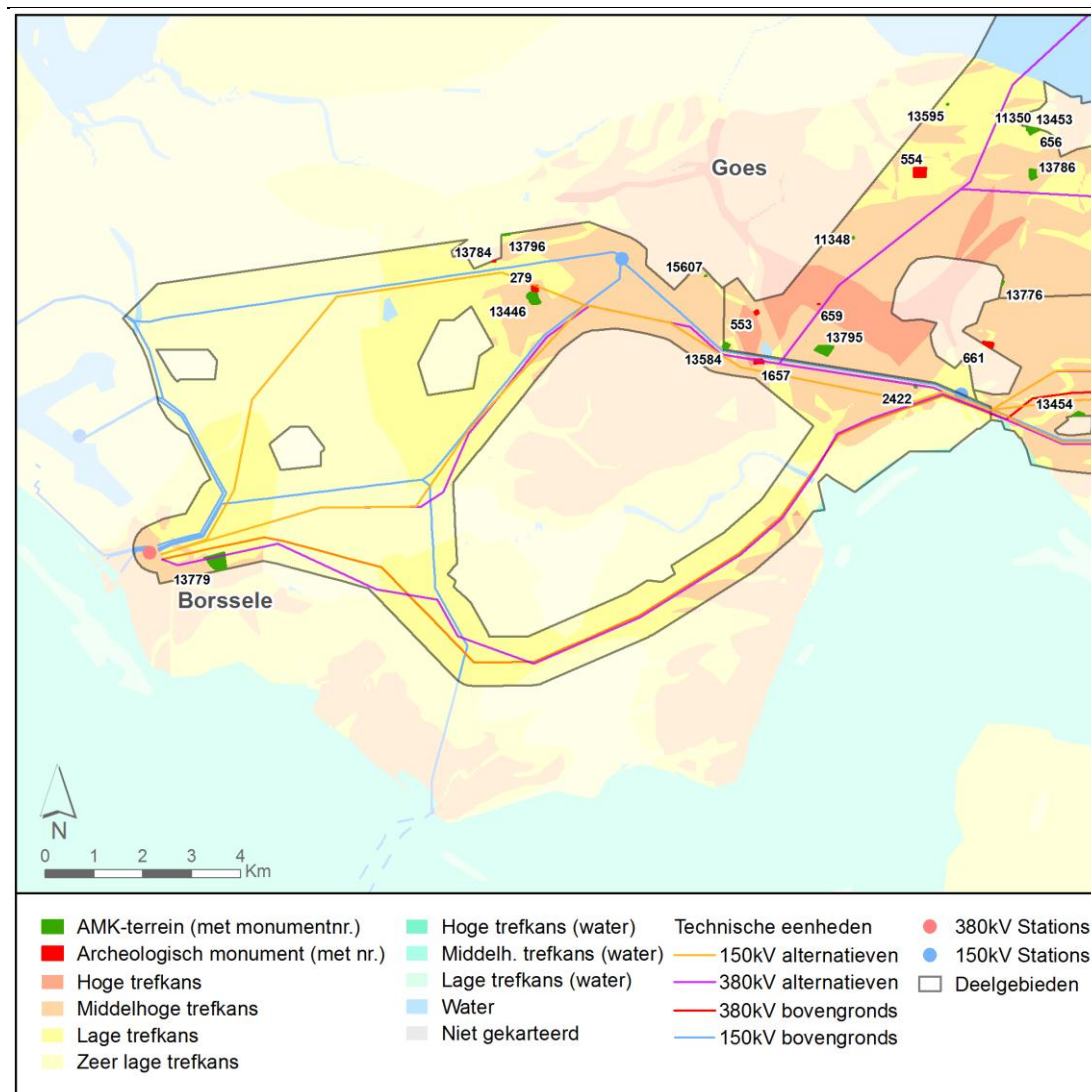 13595
11350 13453
656
554
13786
Goes
11348
13784
13796
15607
279
13446
13776
553
659
13795
13584
661
1657
2422
13454
13779
Borssele
N
0 1 2 3 4
Km
AMK-terrein (met monumentnr.)
Archeologisch monument (met nr.)
Hoge trefkans
Middelhoge trefkans
Lage trefkans
Zeer lage trefkans
Hoge trefkans (water)
Middelh. trefkans (water)
Lage trefkans (water)
Water
Niet gekarteerd
Technische eenheden
150kV alternatieven
380kV alternatieven
380kV bovengronds
150kV bovengronds
380kV Stations
150kV Stations
Deelgebieden